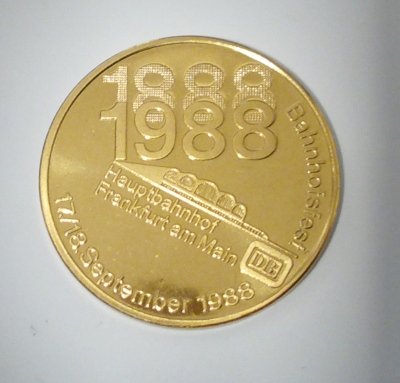 1888
1988
Bahnhofsfest
Hauptbahnhof
Frankfurt am Main
DB
17./18. September 1988